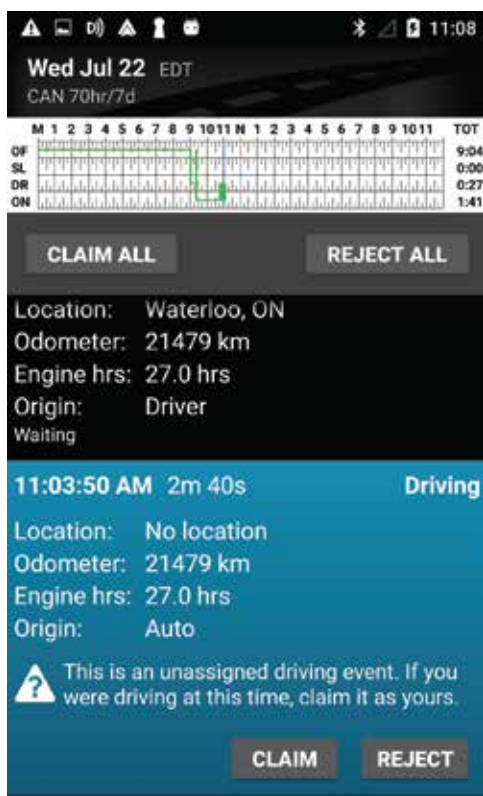 11:08
Wed Jul 22 EDT
CAN 70hr/7d
M 1 2 3 4 5 6 7 8 9 10 11 N 1 2 3 4 5 6 7 8 9 10 11 TOT
OF 9:04
SL 0:00
DR 0:27
ON 1:41
CLAIM ALL REJECT ALL
Location: Waterloo, ON
Odometer: 21479 km
Engine hrs: 27.0 hrs
Origin: Driver
Waiting
11:03:50 AM 2m 40s Driving
Location: No location
Odometer: 21479 km
Engine hrs: 27.0 hrs
Origin: Auto
This is an unassigned driving event. If you
were driving at this time, claim it as yours.
CLAIM REJECT